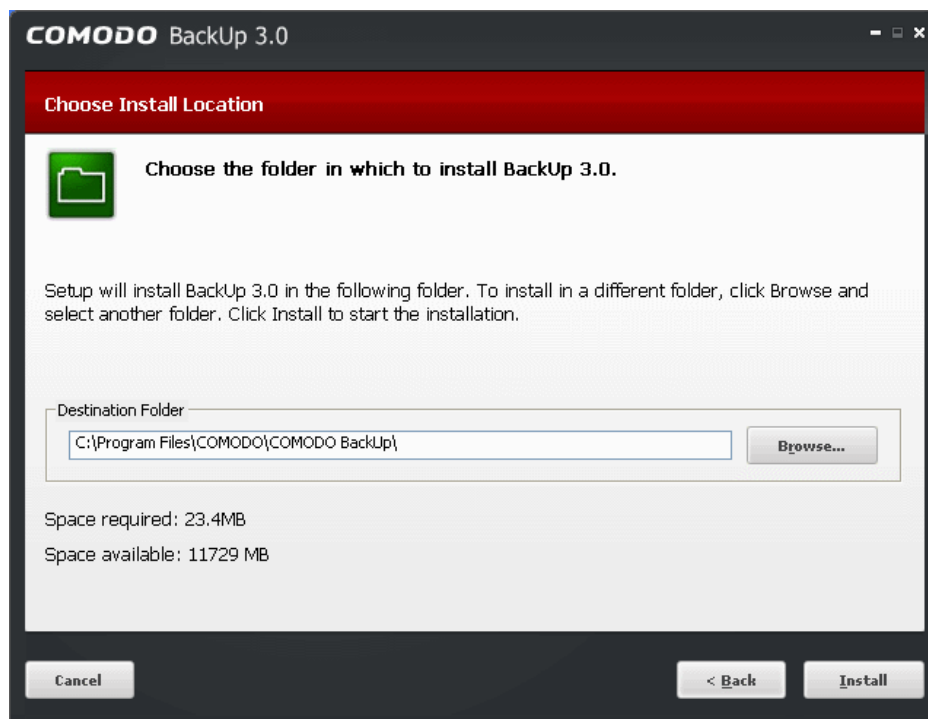 COMODO BackUp 3.0
Choose Install Location
Choose the folder in which to install BackUp 3.0.
Setup will install BackUp 3.0 in the following folder. To install in a different folder, click Browse and
select another folder. Click Install to start the installation.
Destination Folder
C:\Program Files\COMODO\COMODO BackUp\
Browse...
Space required: 23.4MB
Space available: 11729 MB
Cancel
< Back
Install